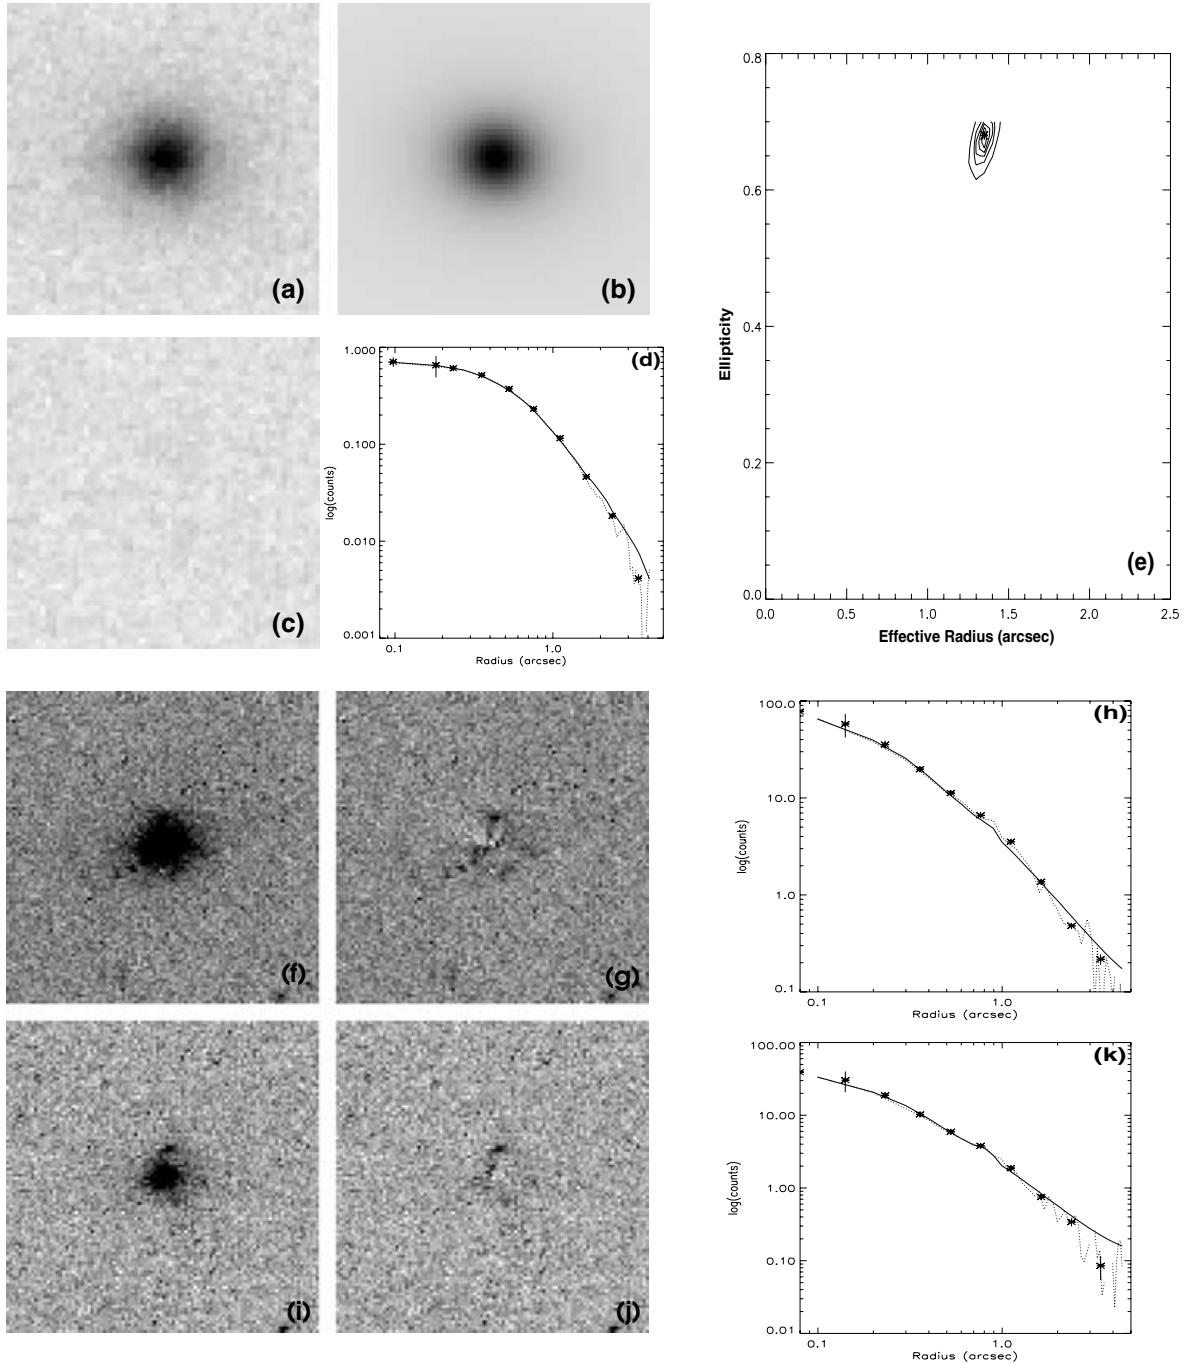 (a)
(b)
(c)
1.000
0.100
0.010
0.001
log(counts)
0.1
1.0
Radius (arcsec)
(d)
0.8
0.6
0.4
0.2
0.0
Ellipticity
0.0
0.5
1.0
1.5
2.0
2.5
Effective Radius (arcsec)
(e)
(f)
(g)
100.0
10.0
1.0
0.1
log(counts)
0.1
1.0
Radius (arcsec)
(h)
(i)
(j)
100.00
10.00
1.00
0.10
0.01
log(counts)
0.1
1.0
Radius (arcsec)
(k)